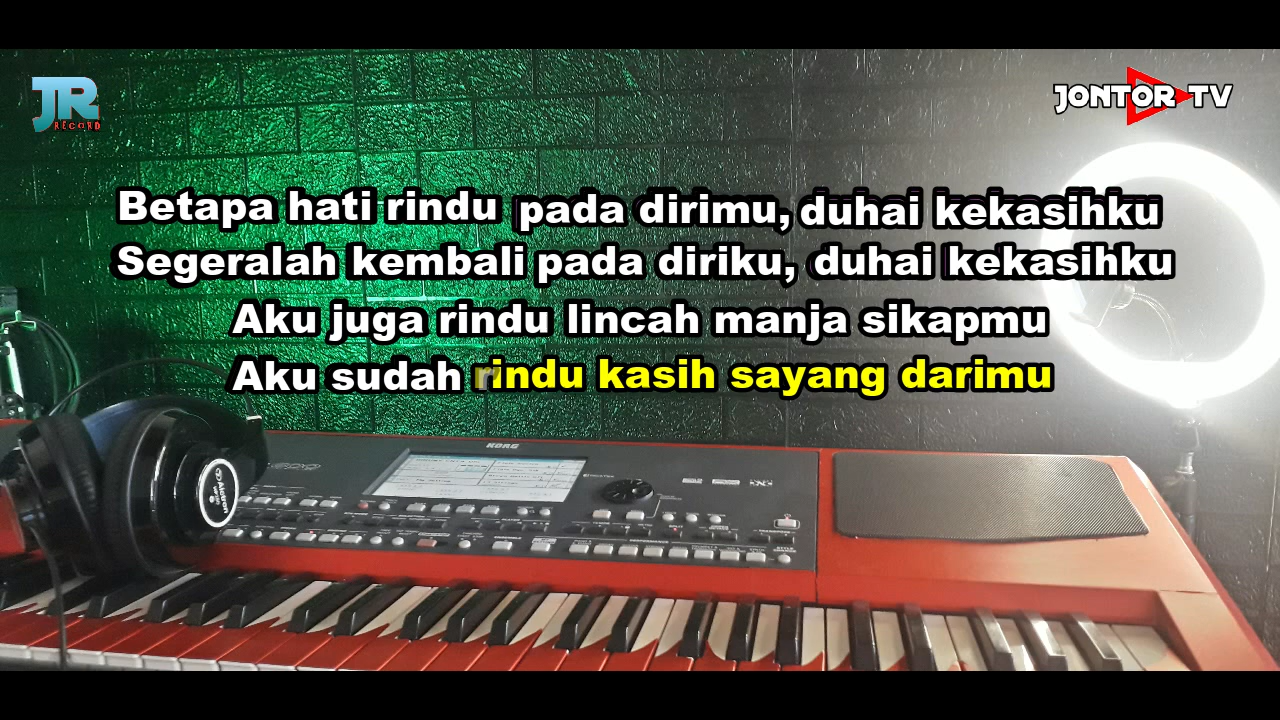 JR
RECORD
JONTOR TV
Betapa hati rindu pada dirimu, duhai kekasihku
Segeralah kembali pada diriku, duhai kekasihku
Aku juga rindu lincah manja sikapmu
Aku sudah rindu kasih sayang darimu
KORG